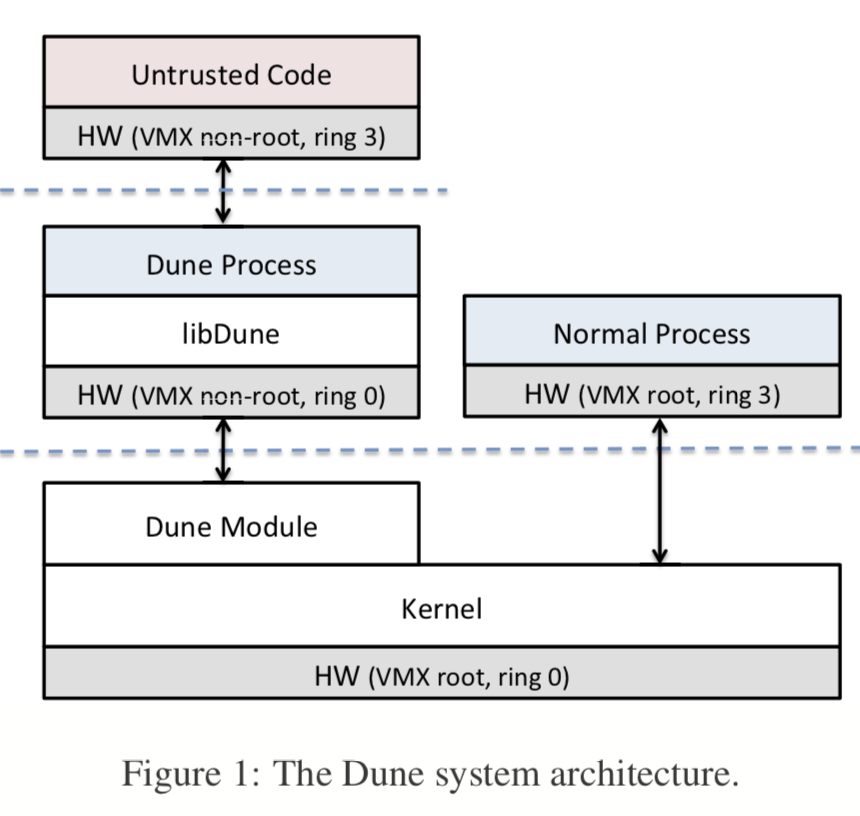 Untrusted Code
HW (VMX non-root, ring 3)
Dune Process
libDune
HW (VMX non-root, ring 0)
Normal Process
HW (VMX root, ring 3)
Dune Module
Kernel
HW (VMX root, ring 0)
Figure 1: The Dune system architecture.